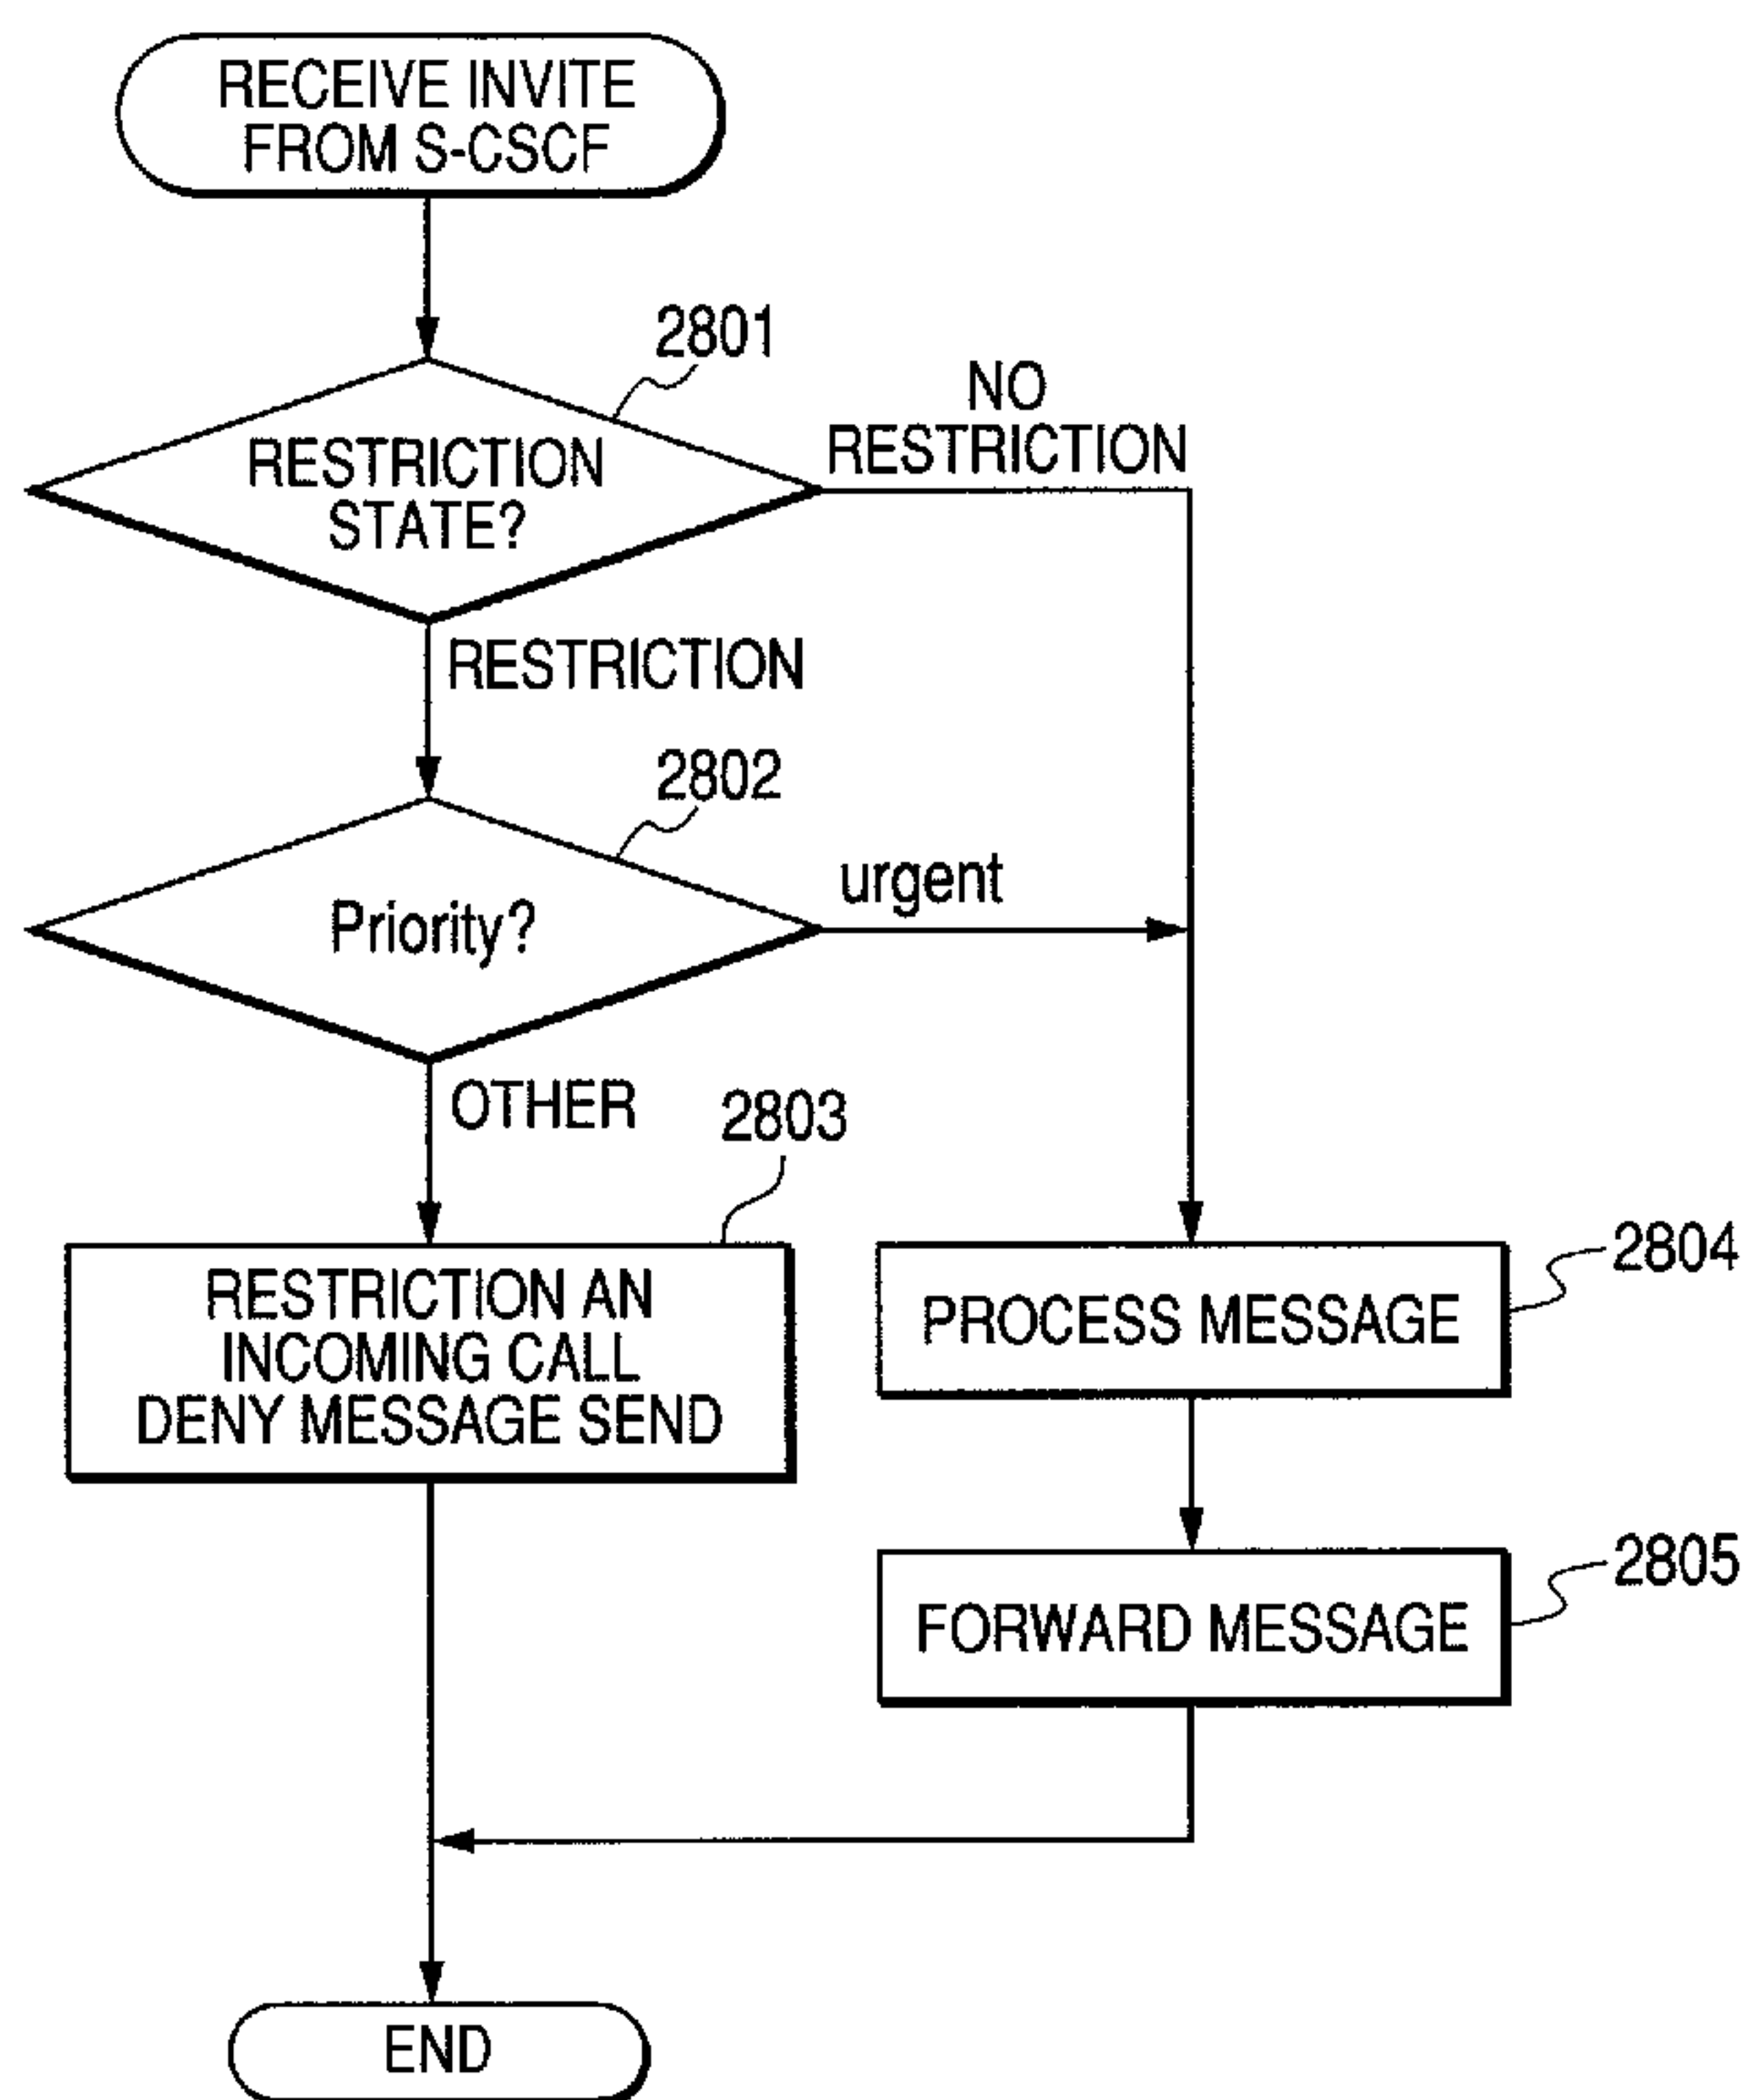 RECEIVE INVITE
FROM S-CSCF
2801
NO
RESTRICTION
RESTRICTION
STATE?
RESTRICTION
2802
urgent
Priority?
OTHER
2803
RESTRICTION AN
INCOMING CALL
DENY MESSAGE SEND
2804
PROCESS MESSAGE
2805
FORWARD MESSAGE
END